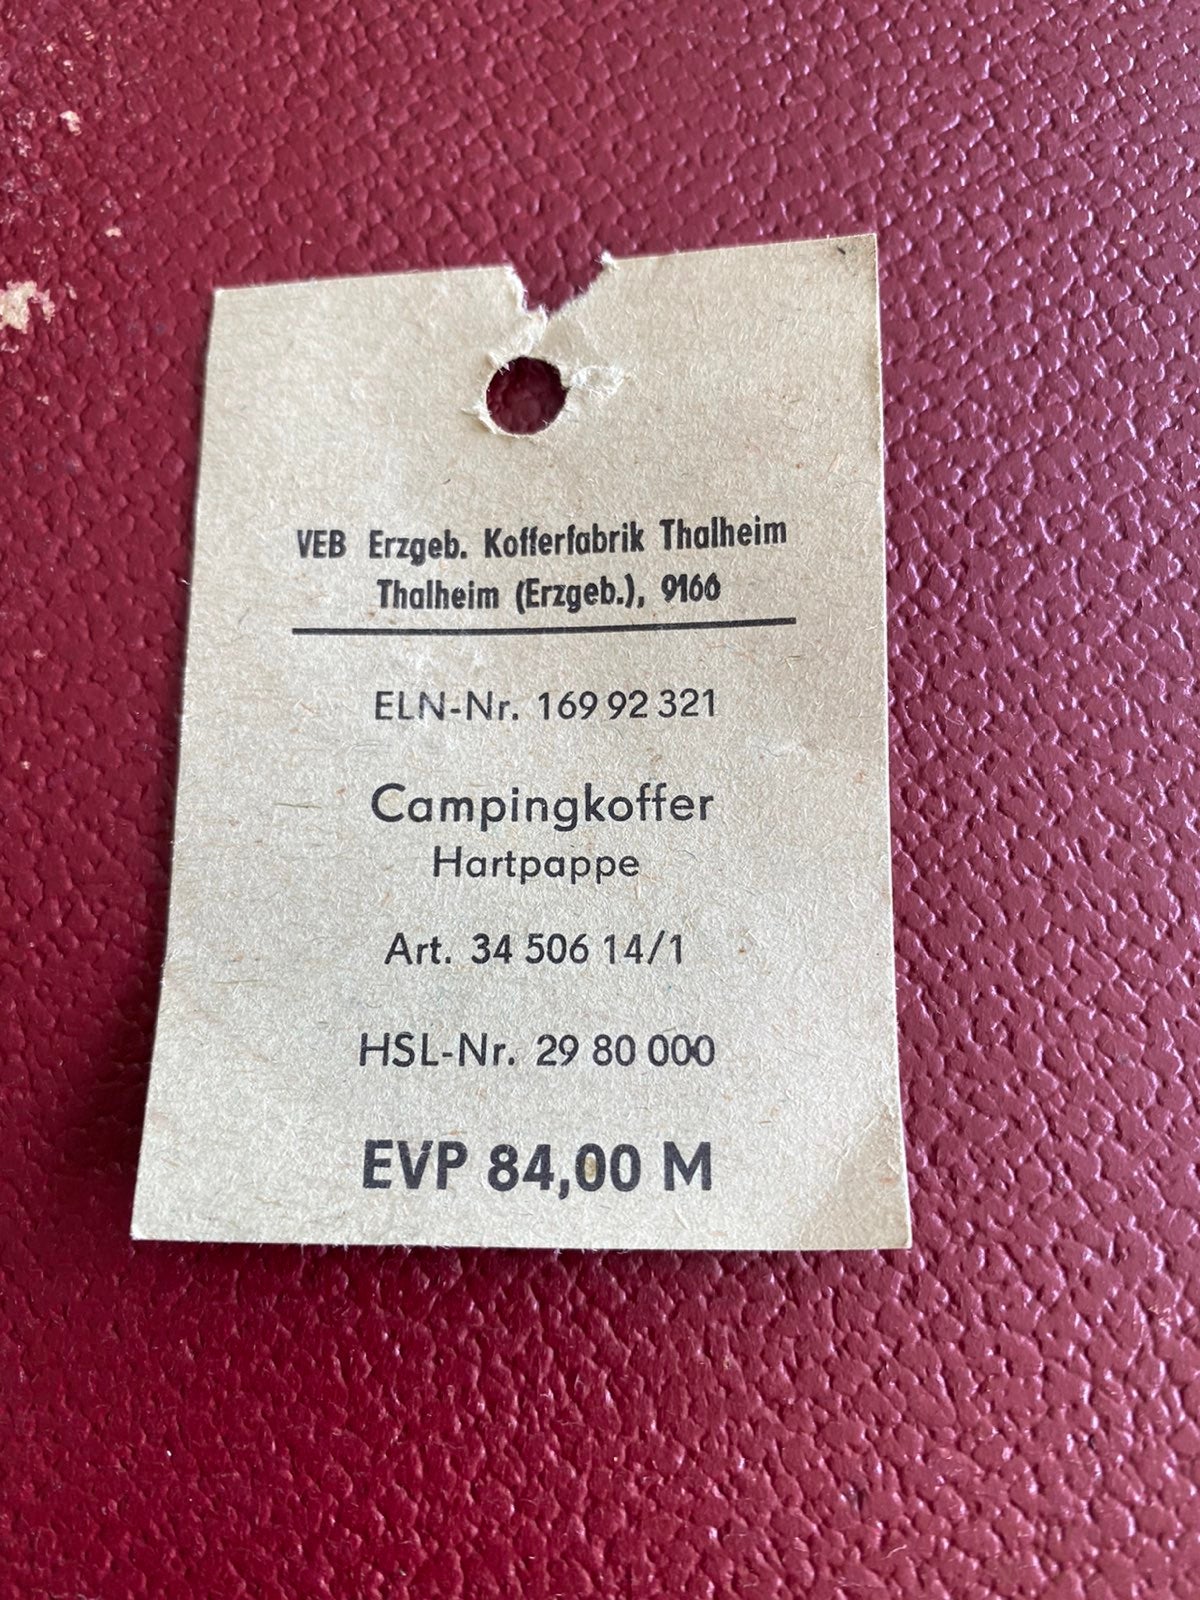 VEB Erzgeb. Kofferfabrik Thalheim
Thalheim (Erzgeb.), 9166
ELN-Nr. 169 92 321
Campingkoffer
Hartpappe
Art. 34 506 14/1
HSL-Nr. 29 80 000
EVP 84,00 M